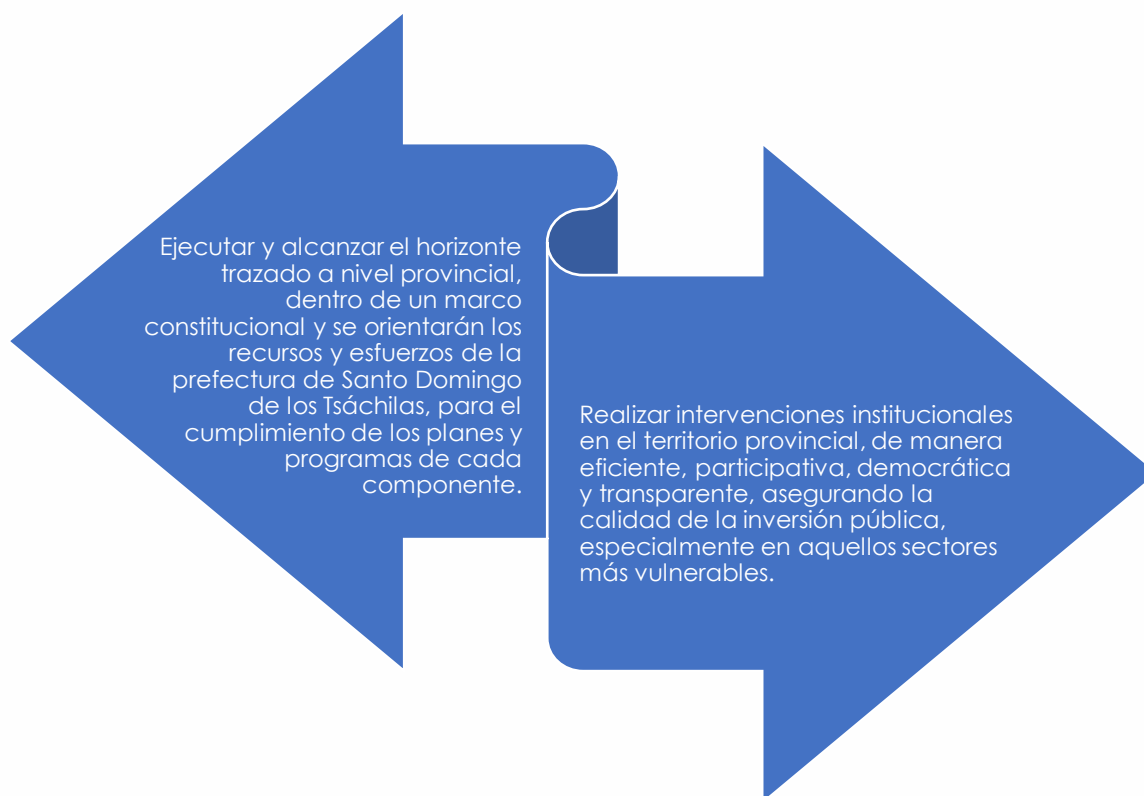 Ejecutar y alcanzar el horizonte
trazado a nivel provincial,
dentro de un marco
constitucional y se orientarán los
recursos y esfuerzos de la
prefectura de Santo Domingo
de los Tsáchilas, para el
cumplimiento de los planes y
programas de cada
componente.
Realizar intervenciones institucionales
en el territorio provincial, de manera
eficiente, participativa, democrática
y transparente, asegurando la
calidad de la inversión pública,
especialmente en aquellos sectores
más vulnerables.